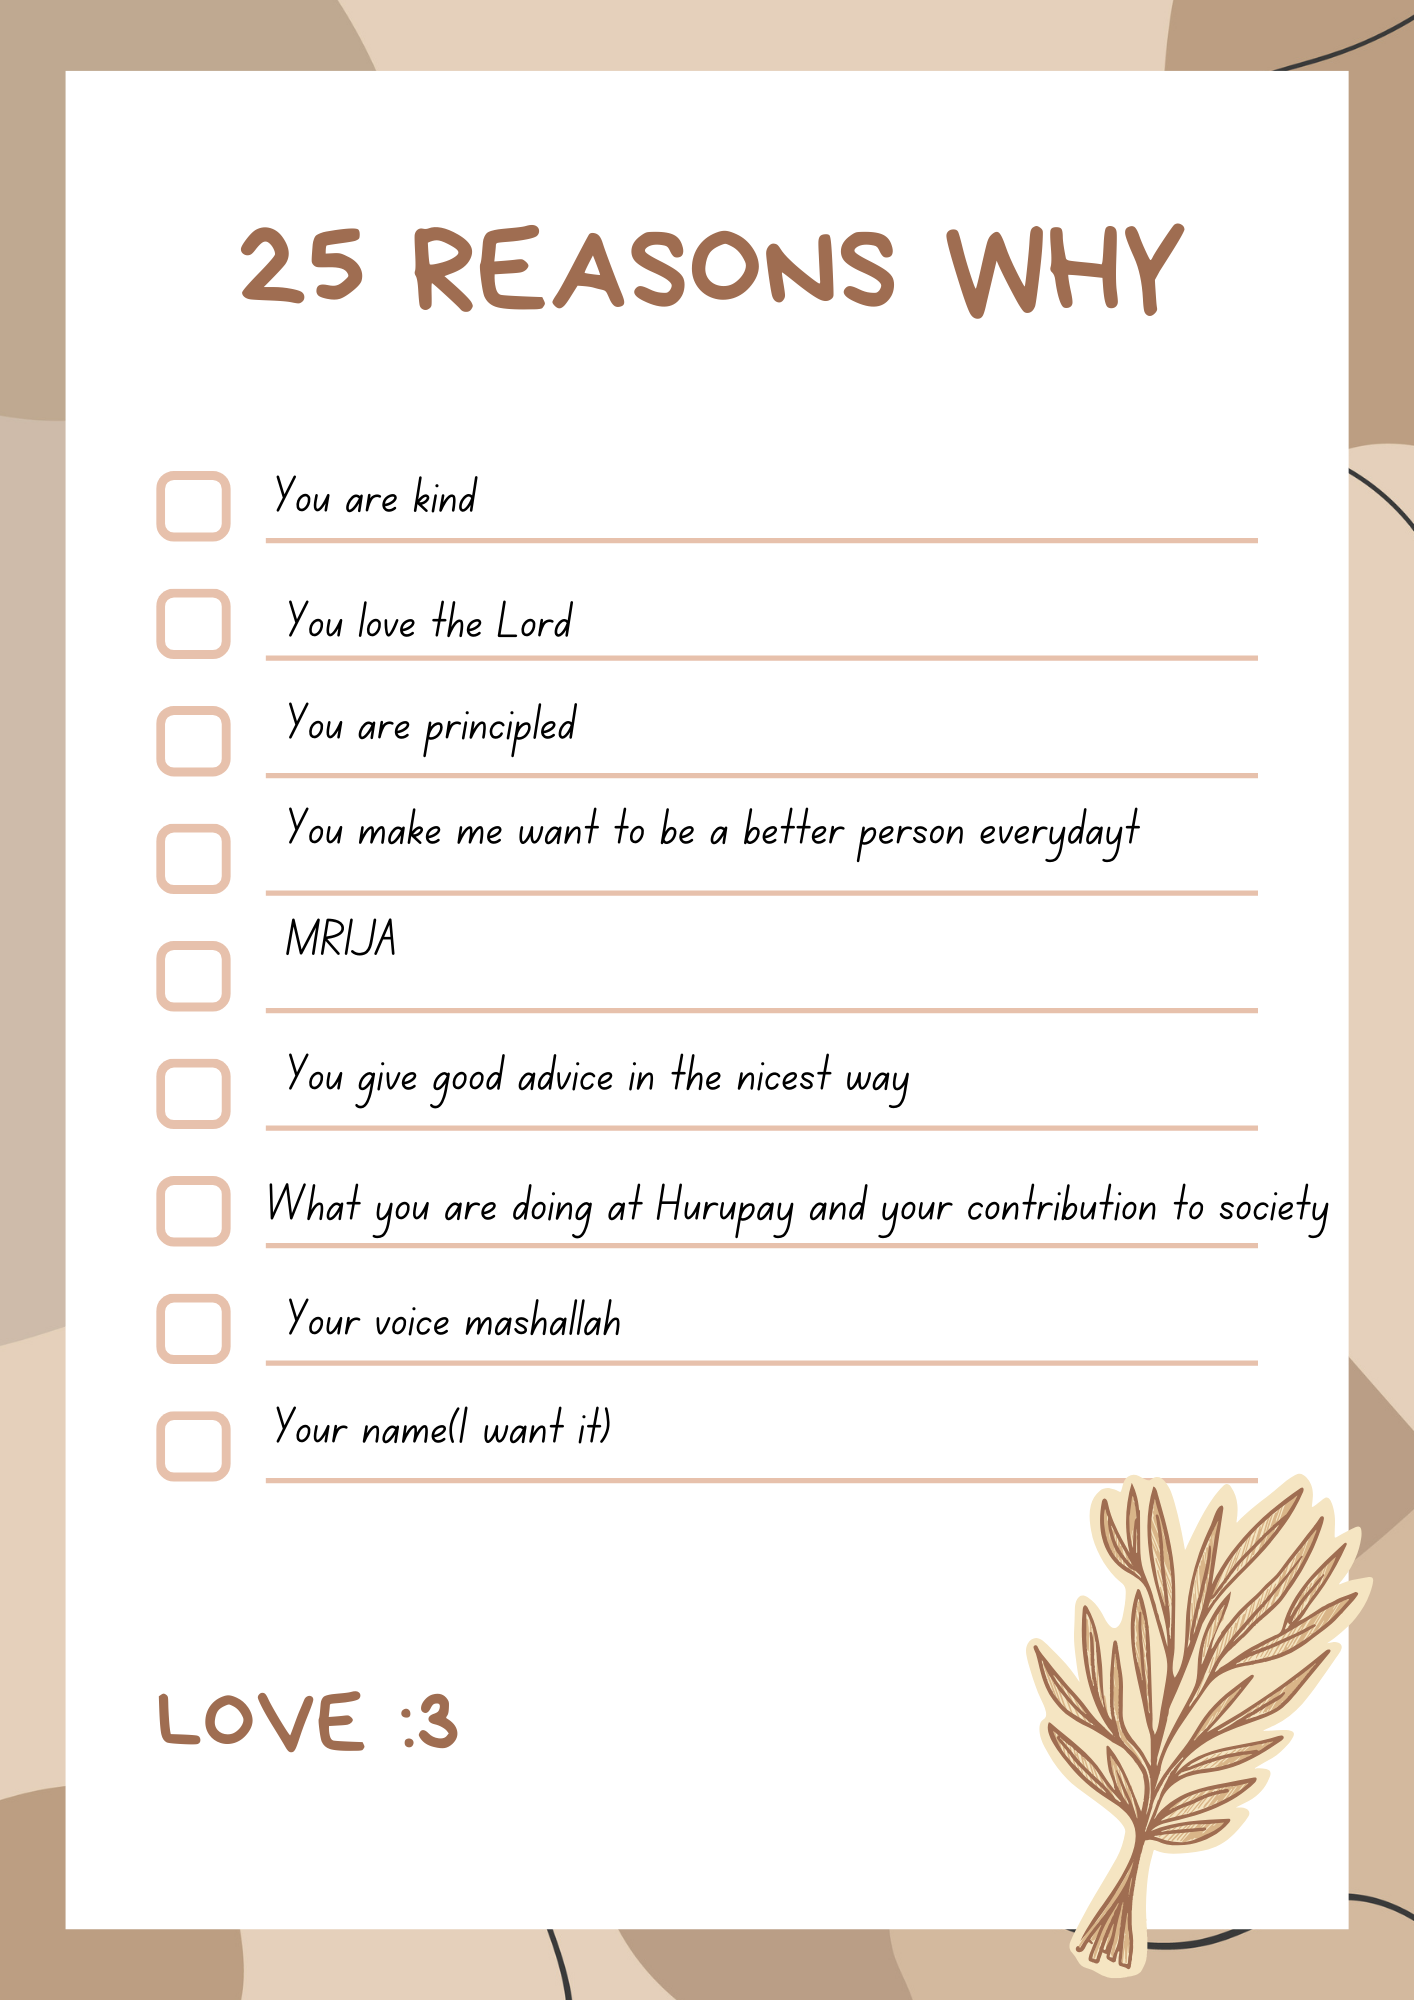 25 REASONS WHY
You are kind
You love the Lord
You are principled
You make me want to be a better person everydayt
MRIJA
You give good advice in the nicest way
What you are doing at Hurupay and your contribution to society
Your voice mashallah
Your name(I want it)
LOVE :3